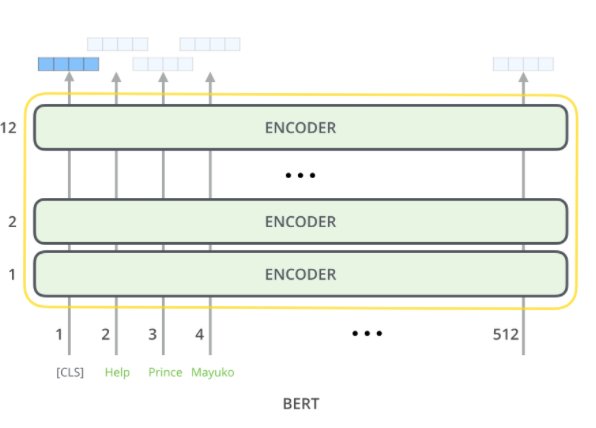 12 ENCODER
...
2 ENCODER
1 ENCODER
1 2 3 4 ... 512
[CLS] Help Prince Mayuko
BERT